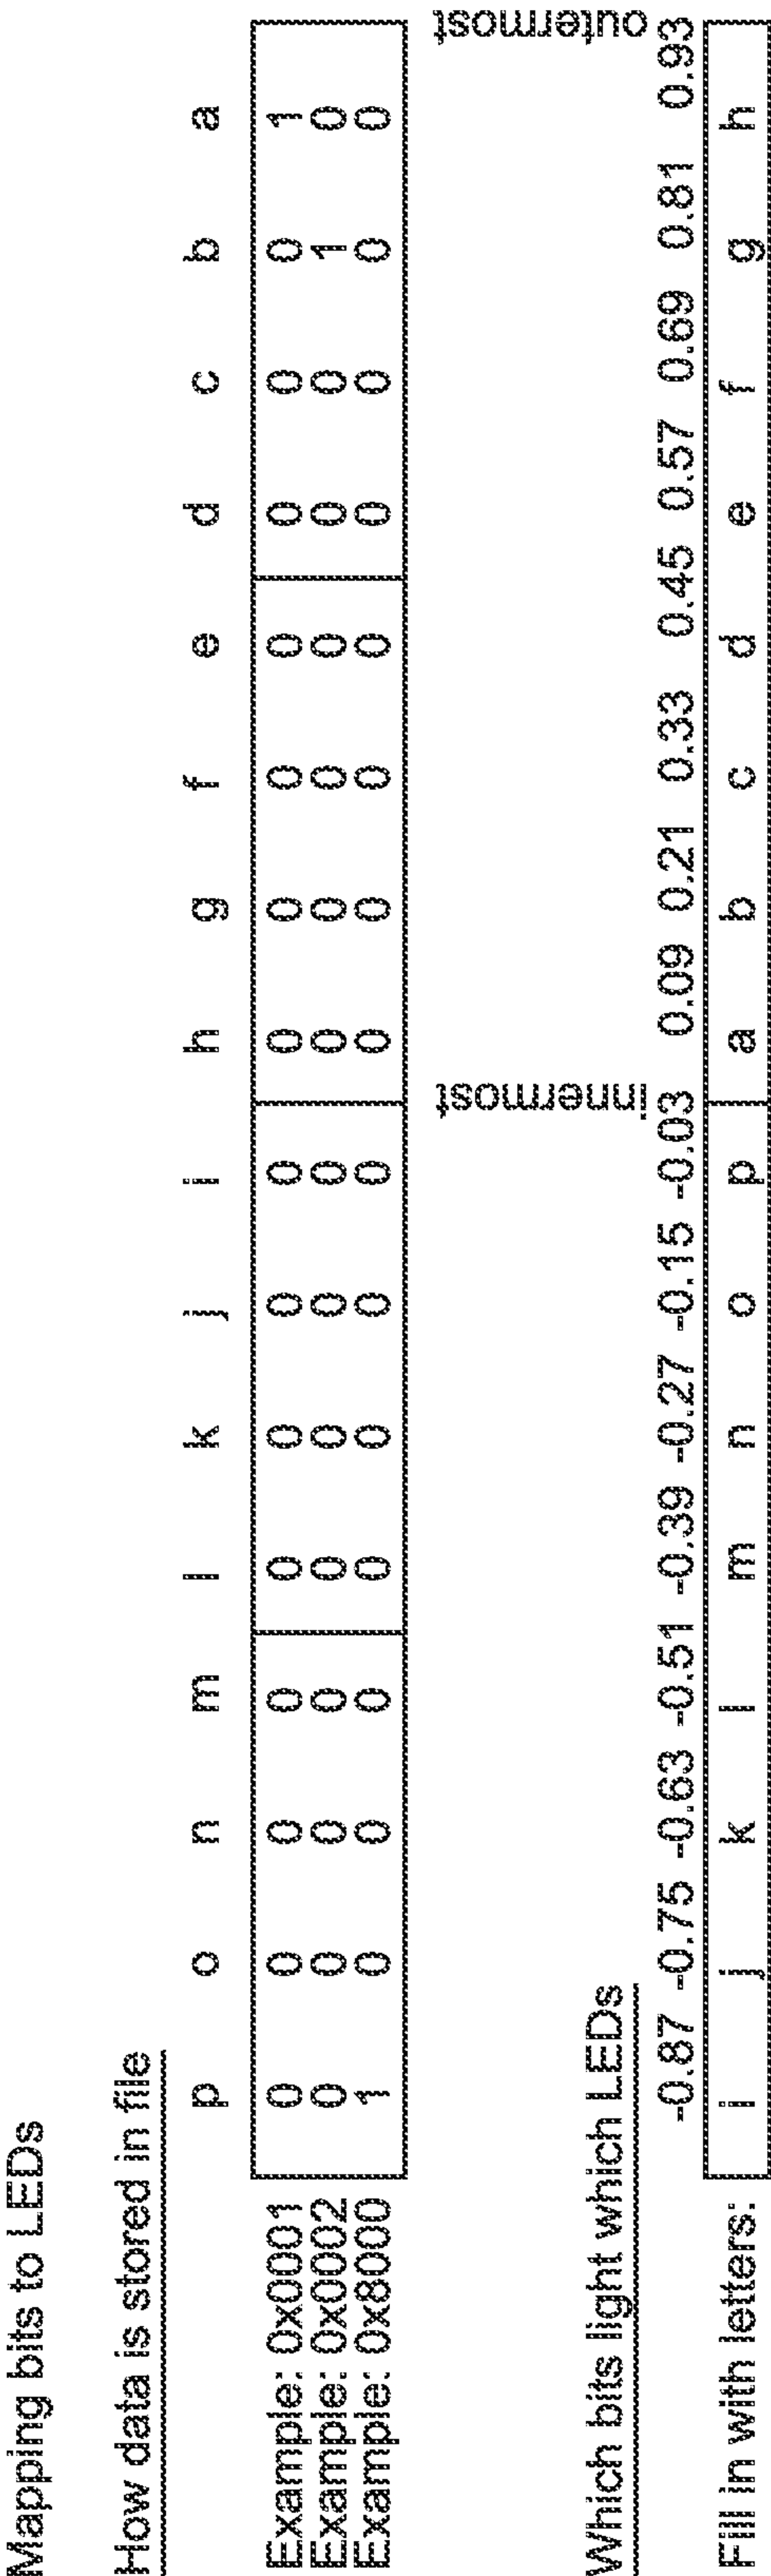 Mapping bits to LEDs
How data is stored in file
p o n m l k j i h g f e d c b a
Example: 0x0001 0 0 0 0 0 0 0 0 0 0 0 0 0 0 0 1
Example: 0x0002 0 0 0 0 0 0 0 0 0 0 0 0 0 0 1 0
Example: 0x8000 1 0 0 0 0 0 0 0 0 0 0 0 0 0 0 0
innermost outermost
Which bits light which LEDs
-0.87 -0.75 -0.63 -0.51 -0.39 -0.27 -0.15 -0.03 0.09 0.21 0.33 0.45 0.57 0.69 0.81 0.93
Fill in with letters: i j k l m n o p a b c d e f g h